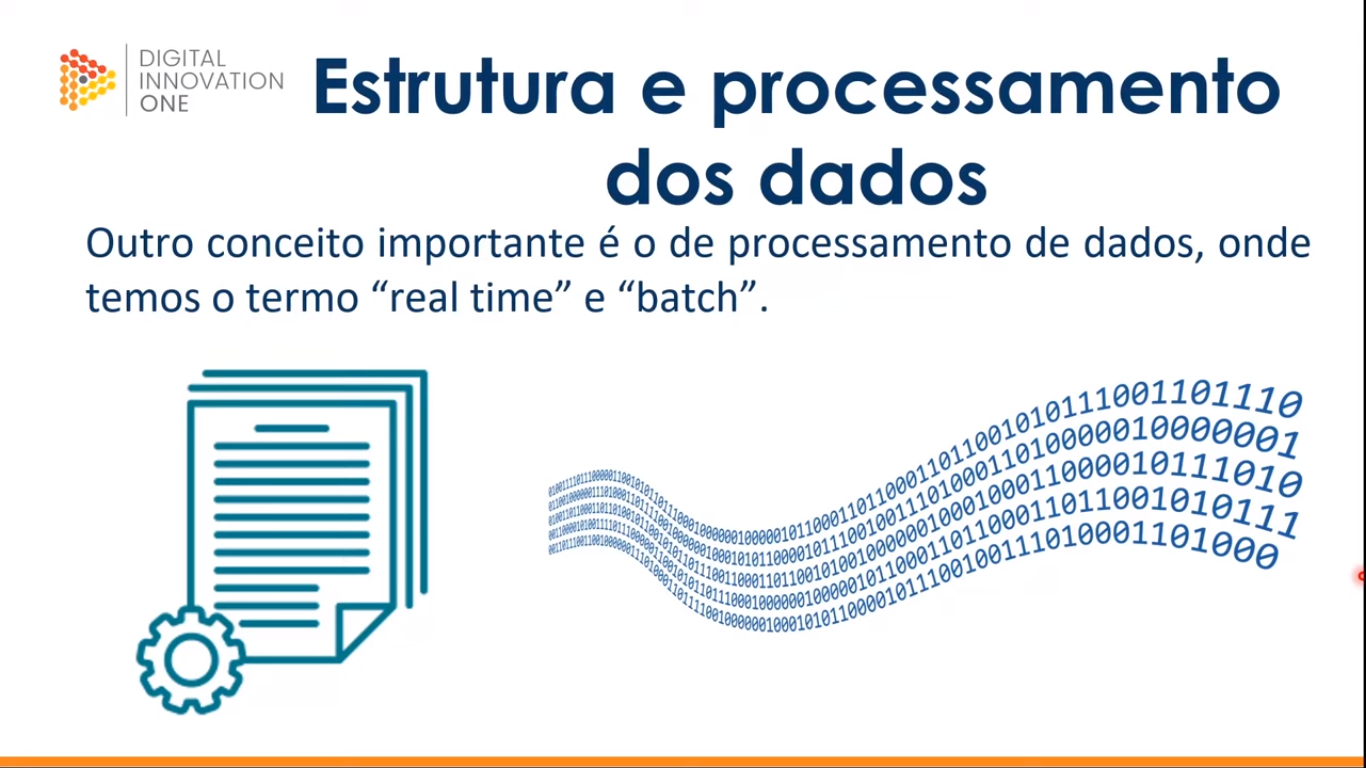 DIGITAL
INNOVATION
ONE
Estrutura e processamento
dos dados
Outro conceito importante é o de processamento de dados, onde
temos o termo “real time” e “batch”.